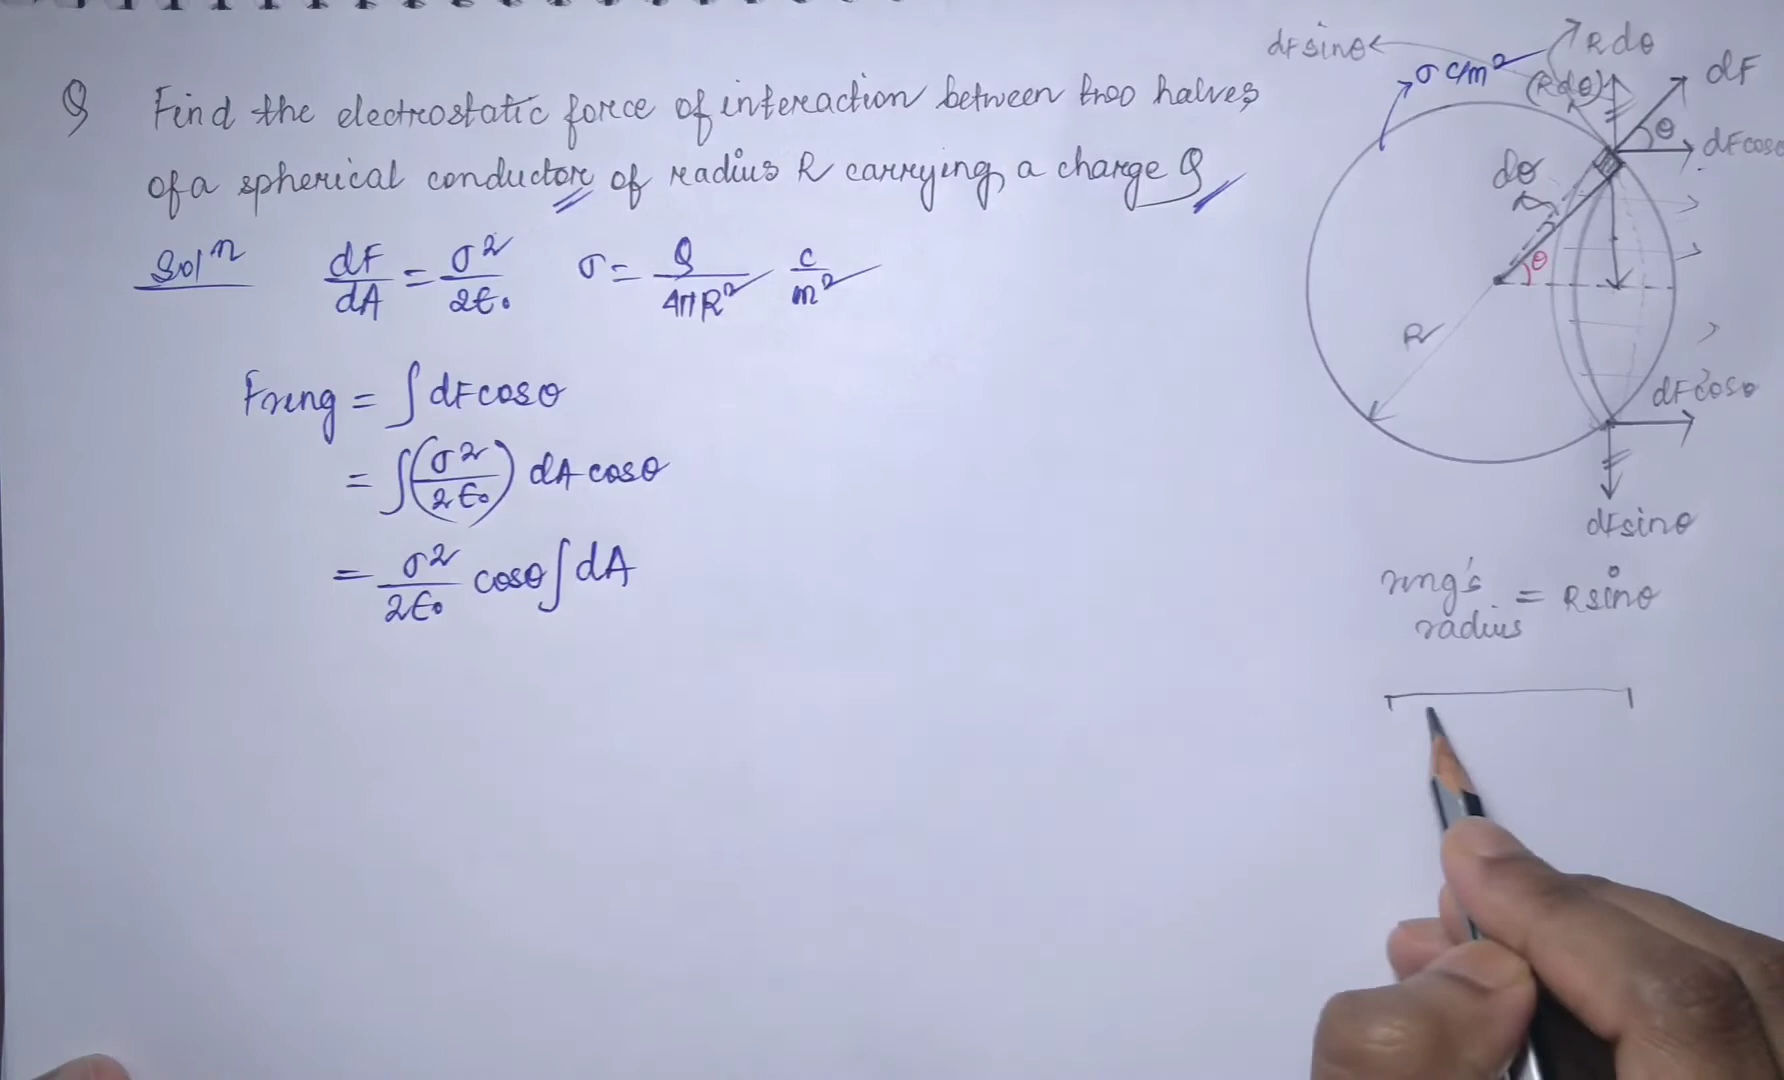 Q Find the electrostatic force of interaction between two halves
of a spherical conductor of radius R carrying a charge Q
Solⁿ dF/dA = σ²/2ε₀ σ = Q/4πR² C/m²
Fring = ∫ dF cosθ
= ∫(σ²/2ε₀) dA cosθ
= σ²/2ε₀ cosθ ∫dA
dF sinθ
Rdθ
σ C/m²
(Rdθ)
dF
θ
dF cosθ
dθ
θ
R
dF cosθ
dF sinθ
ring's radius = R sinθ